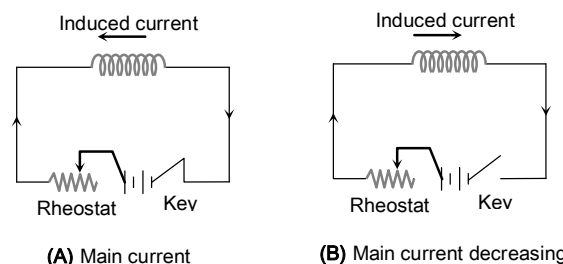 Induced current
Induced current
Rheostat
Kev
Rheostat
Kev
(A) Main current
(B) Main current decreasing